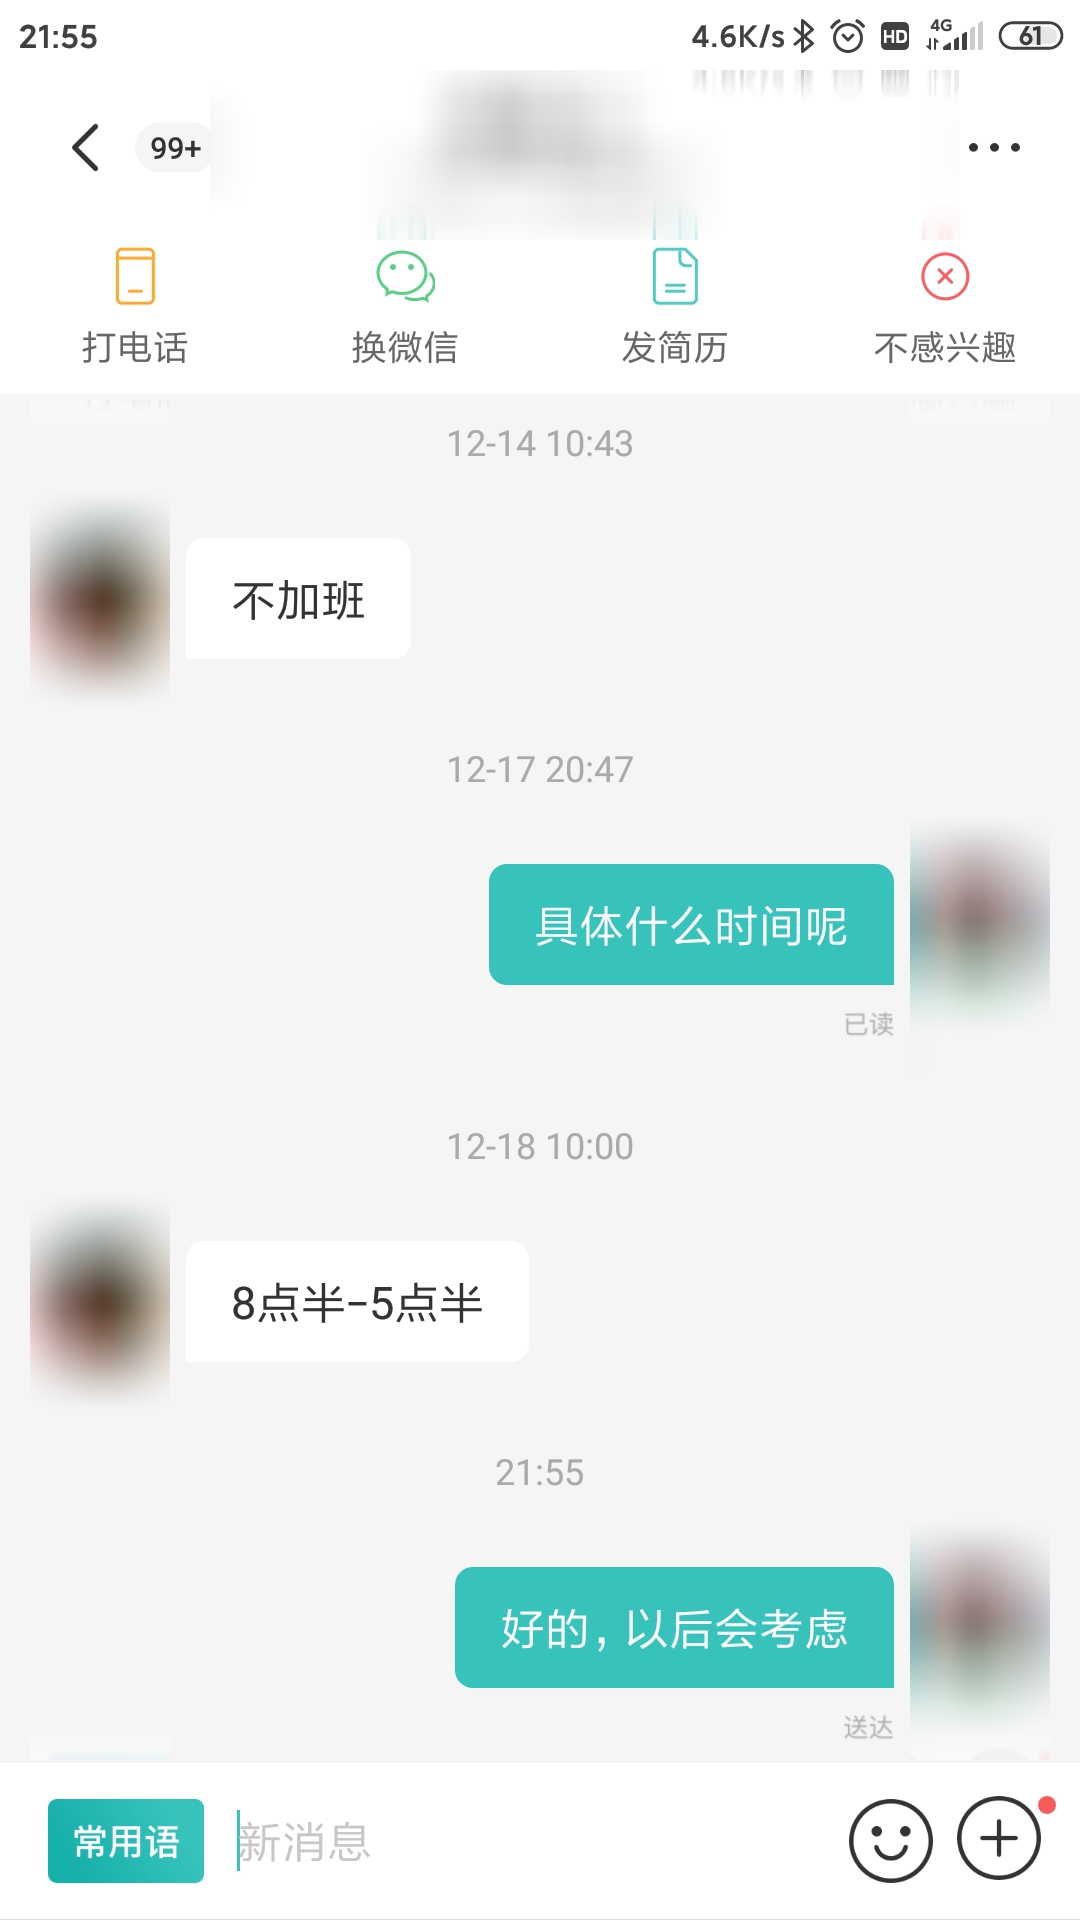 21:55 4.6K/s HD 4G 61
99+
打电话 换微信 发简历 不感兴趣
12-14 10:43
不加班
12-17 20:47
具体什么时间呢
已读
12-18 10:00
8点半-5点半
21:55
好的，以后会考虑
送达
常用语 新消息